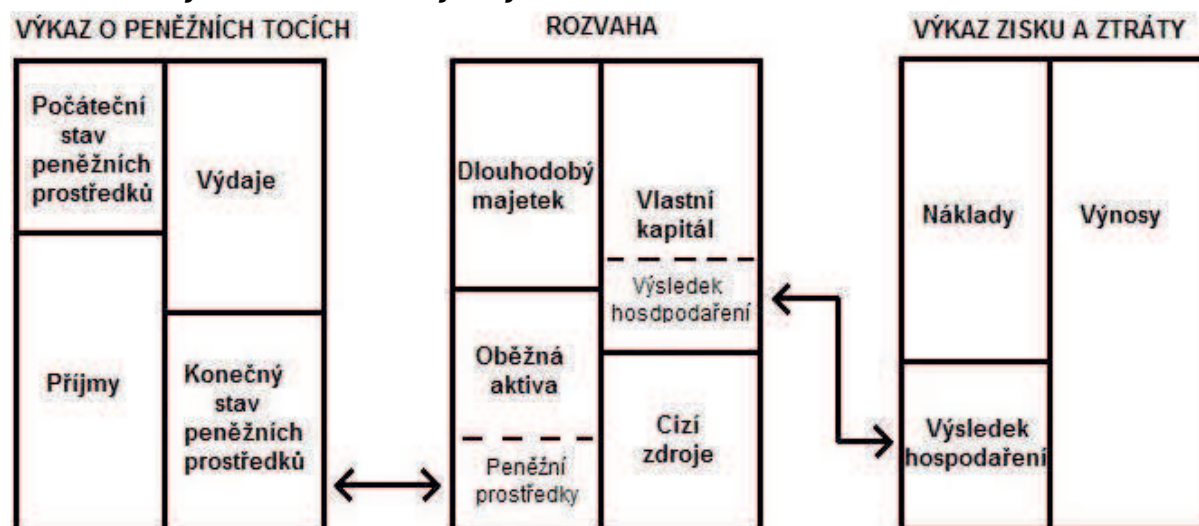 VÝKAZ O PENĚŽNÍCH TOCÍCH
Počáteční
stav
peněžních
prostředků
Výdaje
Příjmy
Konečný
stav
peněžních
prostředků
ROZVAHA
Dlouhodobý
majetek
Vlastní
kapitál
Výsledek
hosdpodaření
Oběžná
aktiva
Peněžní
prostředky
Cizí
zdroje
VÝKAZ ZISKU A ZTRÁTY
Náklady
Výnosy
Výsledek
hospodaření